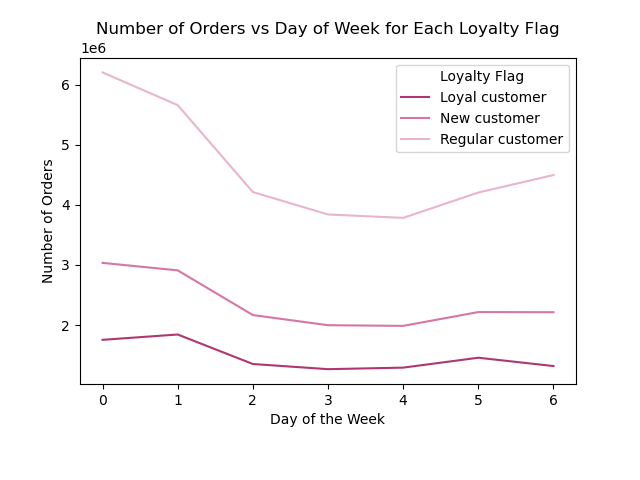 Number of Orders vs Day of Week for Each Loyalty Flag
1e6
Loyalty Flag
Loyal customer
New customer
Regular customer
6
5
4
3
2
Number of Orders
0 1 2 3 4 5 6
Day of the Week